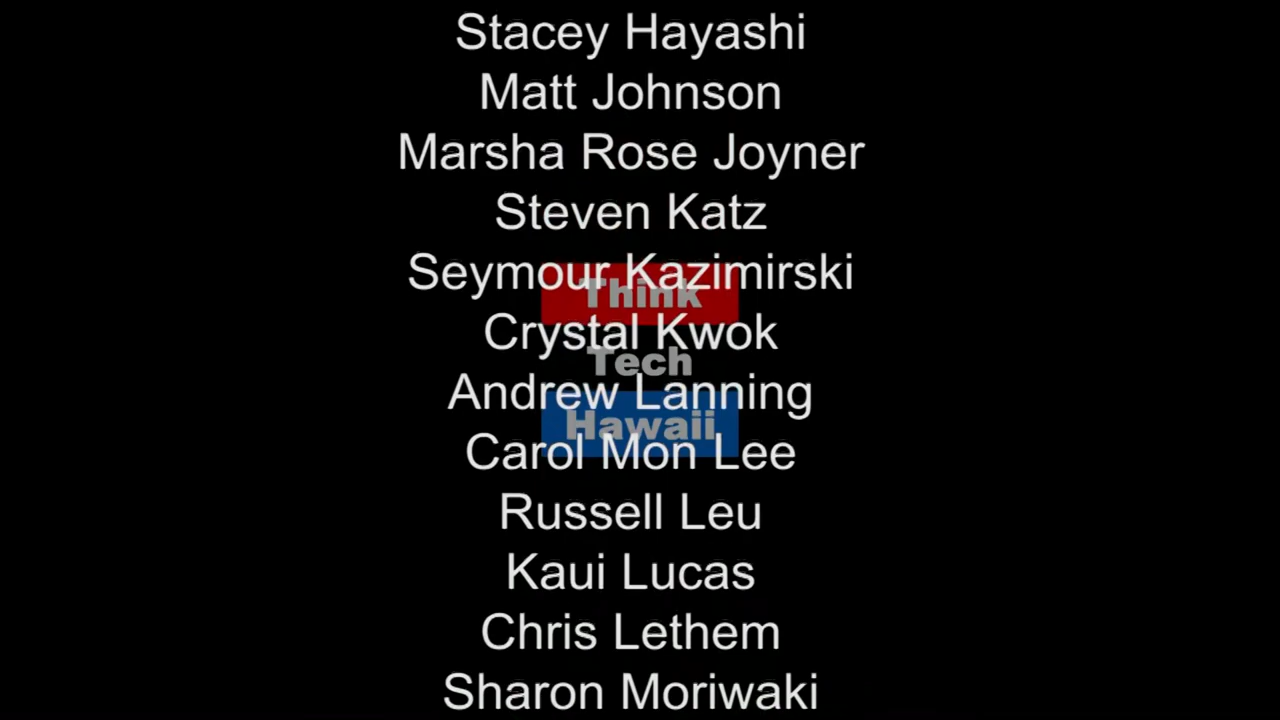 Stacey Hayashi
Matt Johnson
Marsha Rose Joyner
Steven Katz
Seymour Kazimirski
Think
Crystal Kwok
Tech
Andrew Lanning
Hawaii
Carol Mon Lee
Russell Leu
Kaui Lucas
Chris Lethem
Sharon Moriwaki